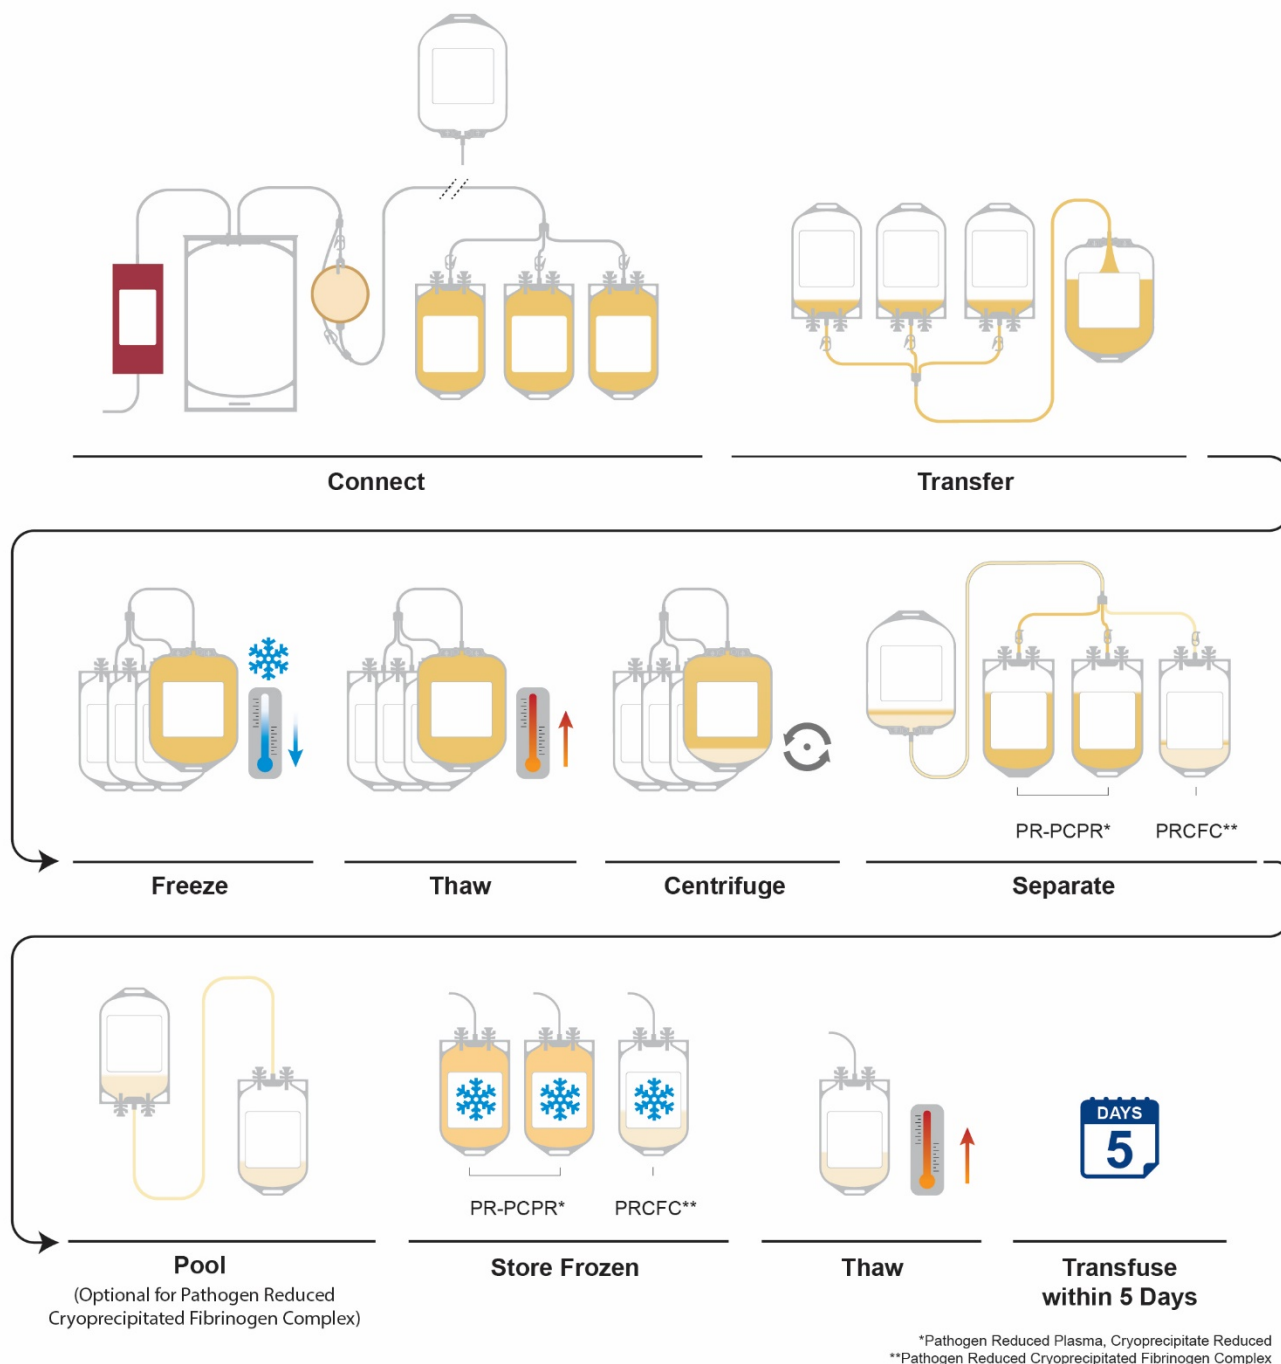 Connect
Transfer
PR-PCPR*
PRCFC**
Freeze
Thaw
Centrifuge
Separate
PR-PCPR*
PRCFC**
DAYS
5
Pool
(Optional for Pathogen Reduced
Cryoprecipitated Fibrinogen Complex)
Store Frozen
Thaw
Transfuse
within 5 Days
*Pathogen Reduced Plasma, Cryoprecipitate Reduced
**Pathogen Reduced Cryoprecipitated Fibrinogen Complex